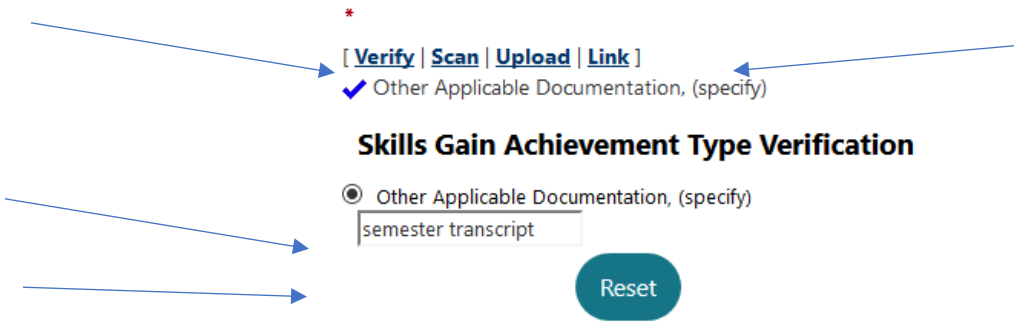 *
[ Verify | Scan | Upload | Link ]
Other Applicable Documentation, (specify)
Skills Gain Achievement Type Verification
Other Applicable Documentation, (specify)
semester transcript
Reset